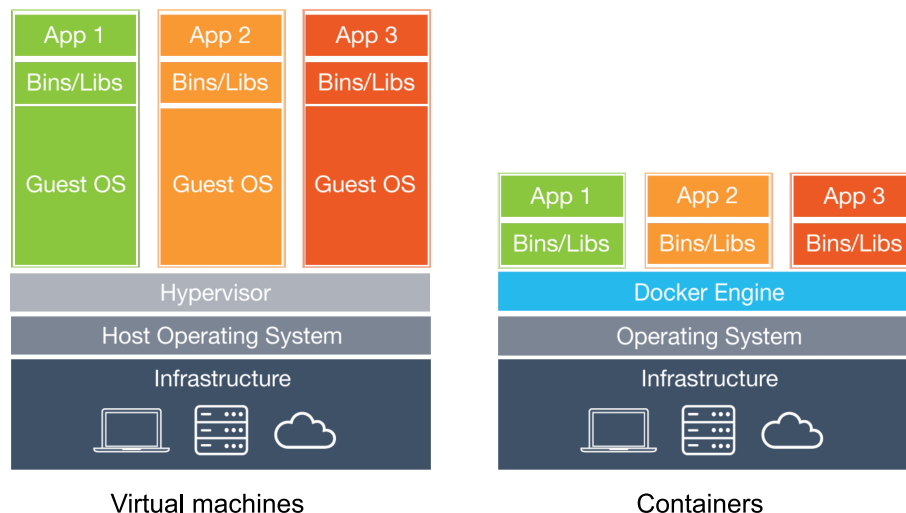 App 1
App 2
App 3
Bins/Libs
Bins/Libs
Bins/Libs
Guest OS
Guest OS
Guest OS
Hypervisor
Host Operating System
Infrastructure
Virtual machines
App 1
App 2
App 3
Bins/Libs
Bins/Libs
Bins/Libs
Docker Engine
Operating System
Infrastructure
Containers